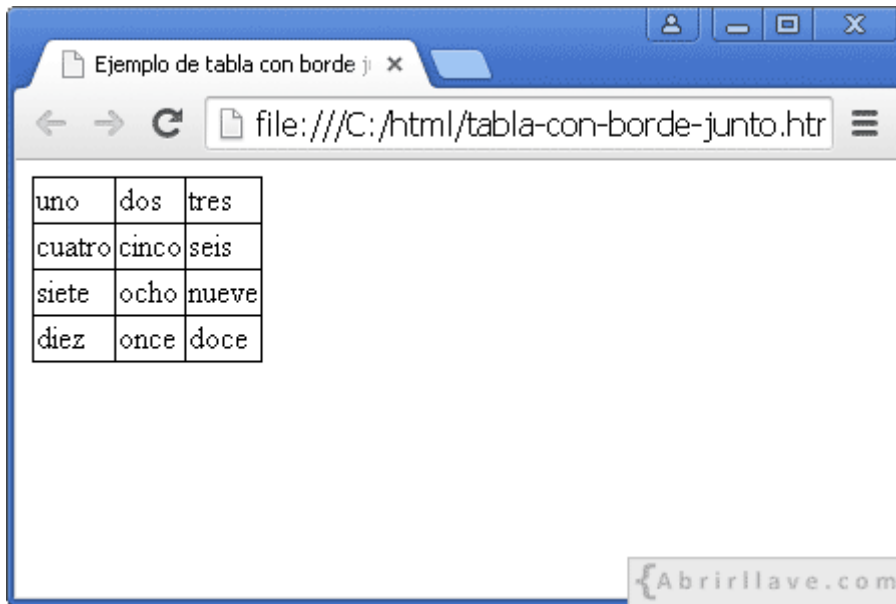 Ejemplo de tabla con borde
file:///C:/html/tabla-con-borde-junto.htr
uno dos tres
cuatro cinco seis
siete ocho nueve
diez once doce
{Abrirllave.com